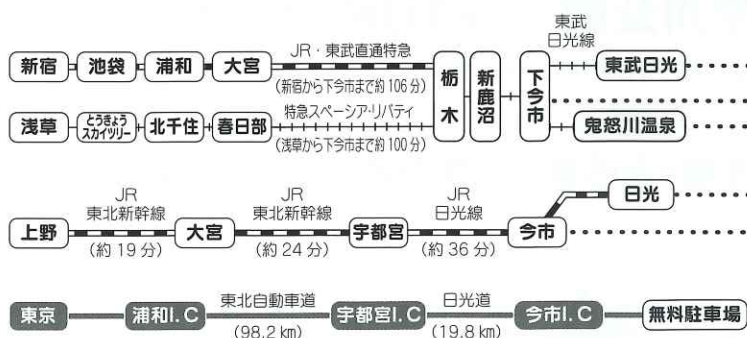 東武
日光線
JR・東武直通特急
新宿 池袋 浦和 大宮
(新宿から下今市まで約106分)
栃木 新鹿沼 下今市 東武日光
特急スペーシア・リバティ
浅草 とうきょうスカイツリー 北千住 春日部
(浅草から下今市まで約100分)
鬼怒川温泉
JR JR JR
東北新幹線 東北新幹線 日光線
日光
上野 大宮 宇都宮 今市
(約19分) (約24分) (約36分)
東北自動車道 日光道
東京 浦和I.C 宇都宮I.C 今市I.C 無料駐車場
(98.2km) (19.8km)